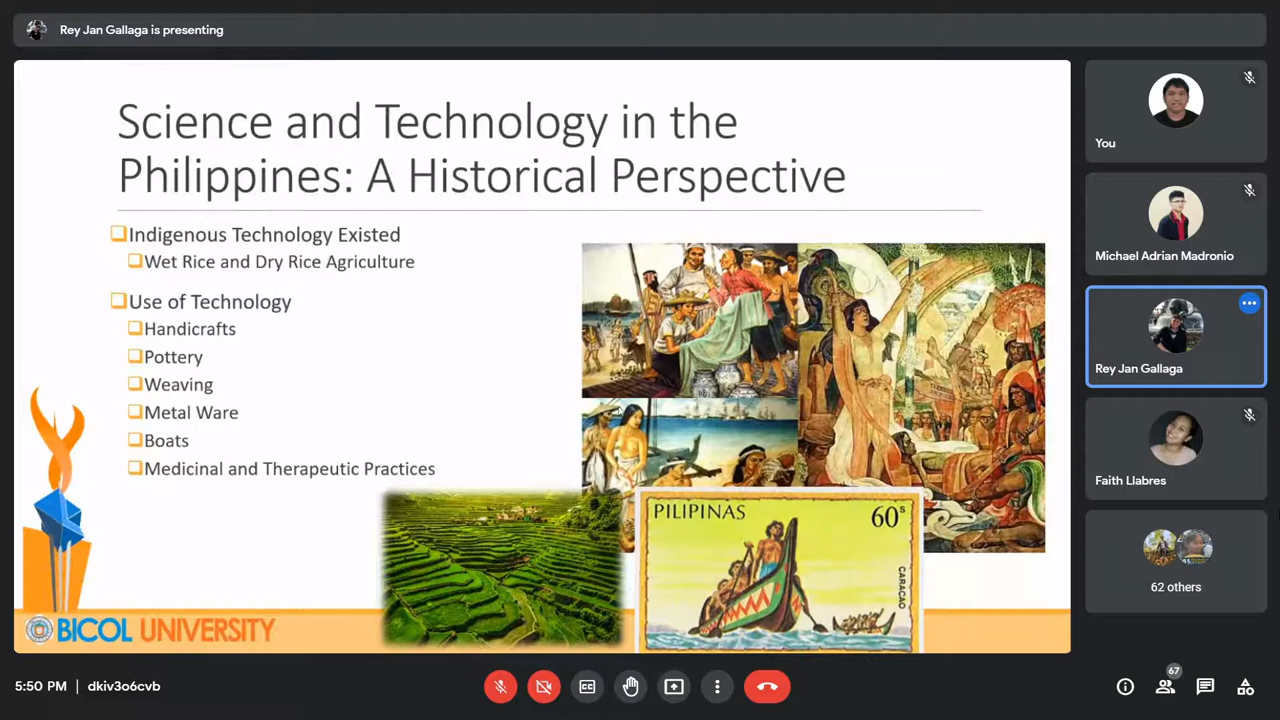 Rey Jan Gallaga is presenting
Science and Technology in the
Philippines: A Historical Perspective
Indigenous Technology Existed
Wet Rice and Dry Rice Agriculture
Use of Technology
Handicrafts
Pottery
Weaving
Metal Ware
Boats
Medicinal and Therapeutic Practices
PILIPINAS
60s
CARACAO
BICOL UNIVERSITY
You
Michael Adrian Madronio
Rey Jan Gallaga
Faith Llabres
62 others
5:50 PM | dkiv3o6cvb
CC
67